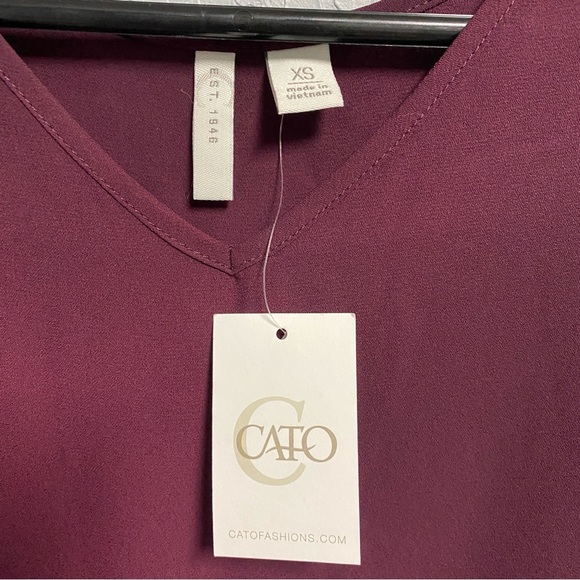 EST. 1946
C
XS
made in
vietnam
C
CATO
CATOFASHIONS.COM